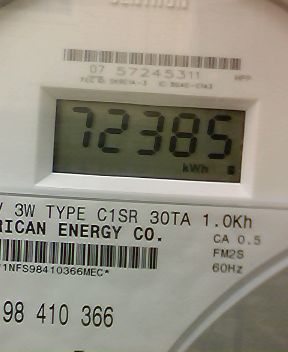 07 57245311
72385
kWh
V 3W TYPE C1SR 30TA 1.0Kh
RICAN ENERGY CO.
CA 0.5
FM2S
60Hz
1NFS98410366MEC*
98 410 366